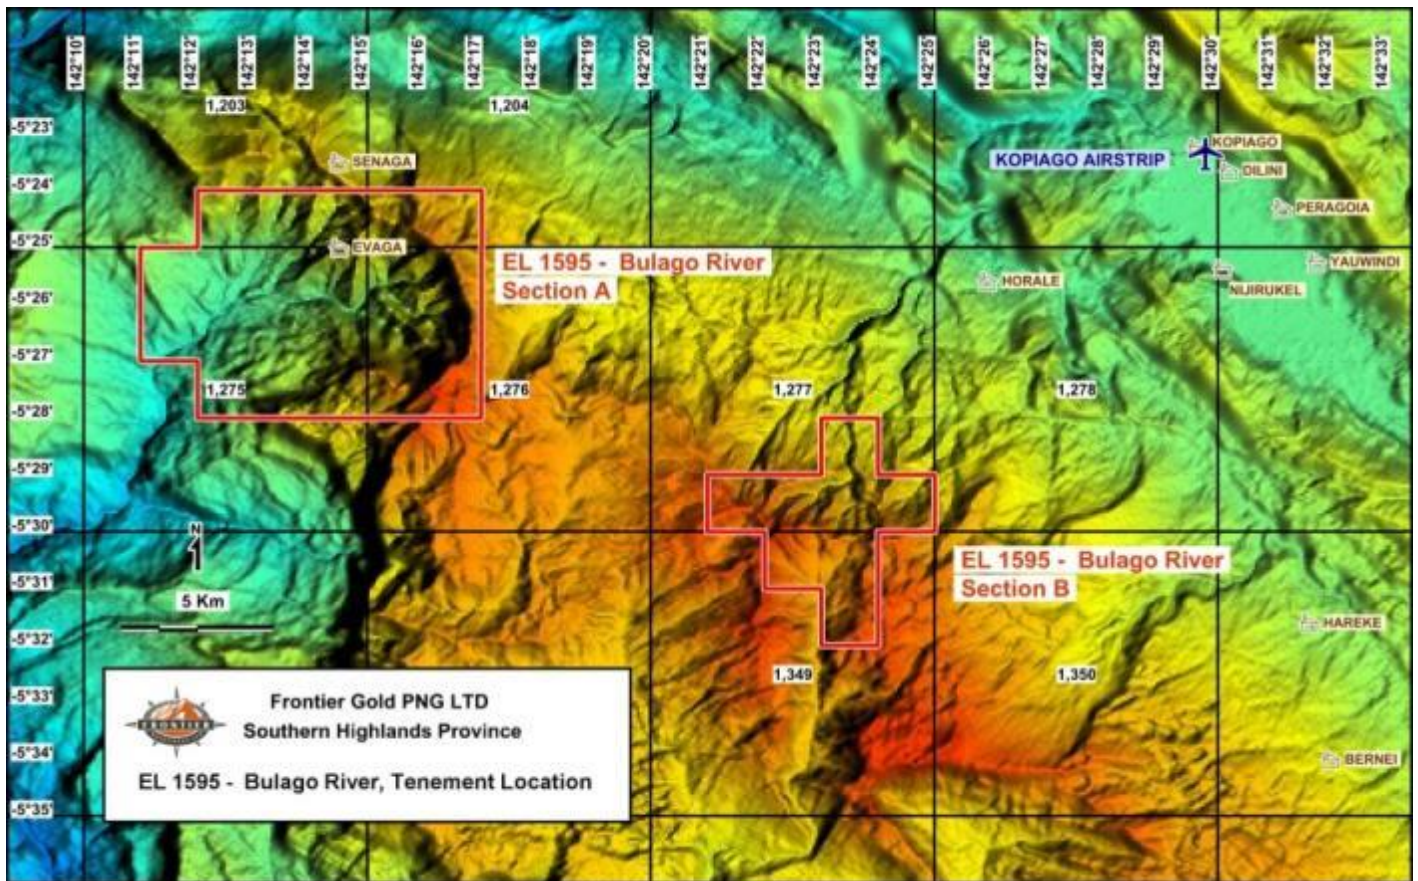 142°10'
142°11'
142°12'
142°13'
142°14'
142°15'
142°16'
142°17'
142°18'
142°19'
142°20'
142°21'
142°22'
142°23'
142°24'
142°25'
142°26'
142°27'
142°28'
142°29'
142°30'
142°31'
142°32'
142°33'
1,203
1,204
-5°23'
KOPIAGO
KOPIAGO AIRSTRIP
SENAGA
DILINI
-5°24'
PERAGOIA
-5°25'
EVAGA
EL 1595 - Bulago River
Section A
YAUWINDI
HORALE
NIJIRUKEL
-5°26'
-5°27'
1,275
1,276
1,277
1,278
-5°28'
-5°29'
-5°30'
N
EL 1595 - Bulago River
Section B
-5°31'
5 Km
HAREKE
-5°32'
1,349
1,350
-5°33'
Frontier Gold PNG LTD
FRONTIER
Southern Highlands Province
-5°34'
BERNEI
EL 1595 - Bulago River, Tenement Location
-5°35'